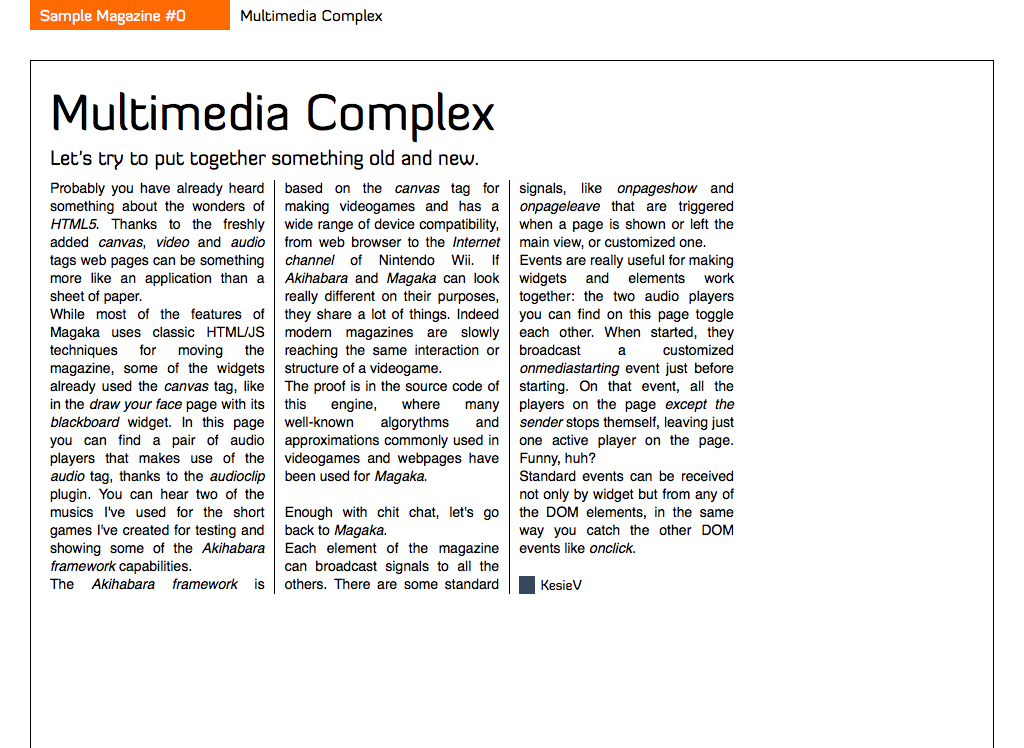 Sample Magazine #0
Multimedia Complex
Multimedia Complex
Let's try to put together something old and new.
Probably you have already heard
something about the wonders of
HTML5. Thanks to the freshly
added canvas, video and audio
tags web pages can be something
more like an application than a
sheet of paper.
While most of the features of
Magaka uses classic HTML/JS
techniques for moving the
magazine, some of the widgets
already used the canvas tag, like
in the draw your face page with its
blackboard widget. In this page
you can find a pair of audio
players that makes use of the
audio tag, thanks to the audioclip
plugin. You can hear two of the
musics I've used for the short
games I've created for testing and
showing some of the Akihabara
framework capabilities.
The Akihabara framework is
based on the canvas tag for
making videogames and has a
wide range of device compatibility,
from web browser to the Internet
channel of Nintendo Wii. If
Akihabara and Magaka can look
really different on their purposes,
they share a lot of things. Indeed
modern magazines are slowly
reaching the same interaction or
structure of a videogame.
The proof is in the source code of
this engine, where many
well-known algorythms and
approximations commonly used in
videogames and webpages have
been used for Magaka.
Enough with chit chat, let's go
back to Magaka.
Each element of the magazine
can broadcast signals to all the
others. There are some standard
signals, like onpageshow and
onpageleave that are triggered
when a page is shown or left the
main view, or customized one.
Events are really useful for making
widgets and elements work
together: the two audio players
you can find on this page toggle
each other. When started, they
broadcast a customized
onmediastarting event just before
starting. On that event, all the
players on the page except the
sender stops themself, leaving just
one active player on the page.
Funny, huh?
Standard events can be received
not only by widget but from any of
the DOM elements, in the same
way you catch the other DOM
events like onclick.
KesieV